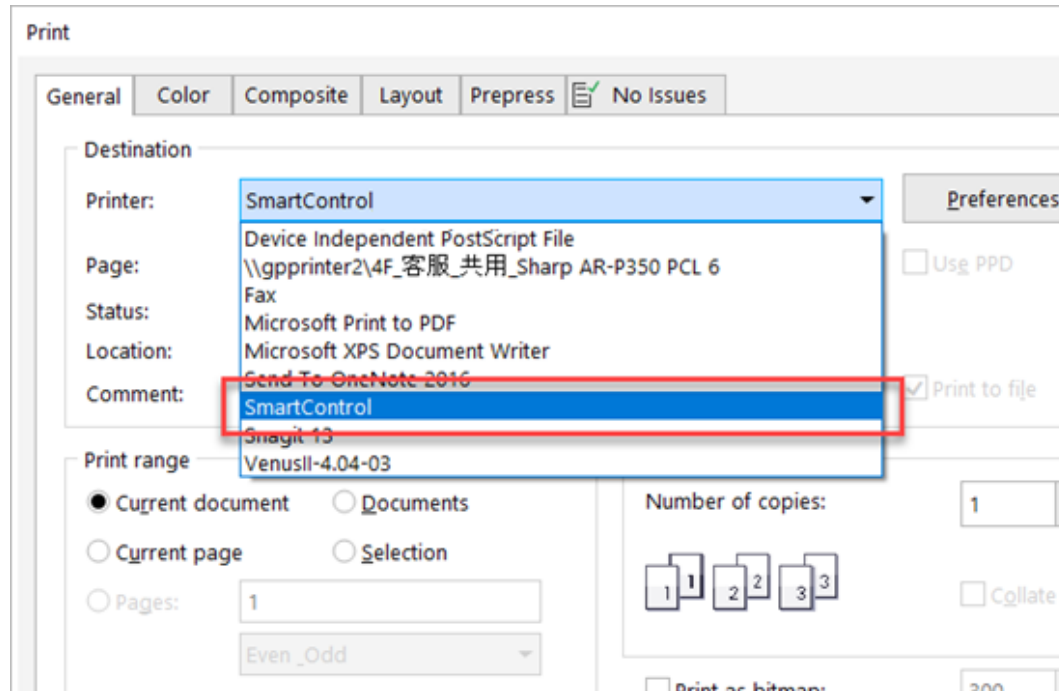 Print
General Color Composite Layout Prepress No Issues
Destination
Printer: SmartControl Preferences
Device Independent PostScript File
Page: \\gpprinter2\4F_客服_共用_Sharp AR-P350 PCL 6 Use PPD
Fax
Status: Microsoft Print to PDF
Location: Microsoft XPS Document Writer
Send To OneNote 2016
Comment: Print to file
SmartControl
Snagit 13
Print range VenusII-4.04-03
Current document Documents Number of copies: 1
Current page Selection
1 1 2 2 3 3
Pages: 1 Collate
Even _Odd
Print as bitmap: 300